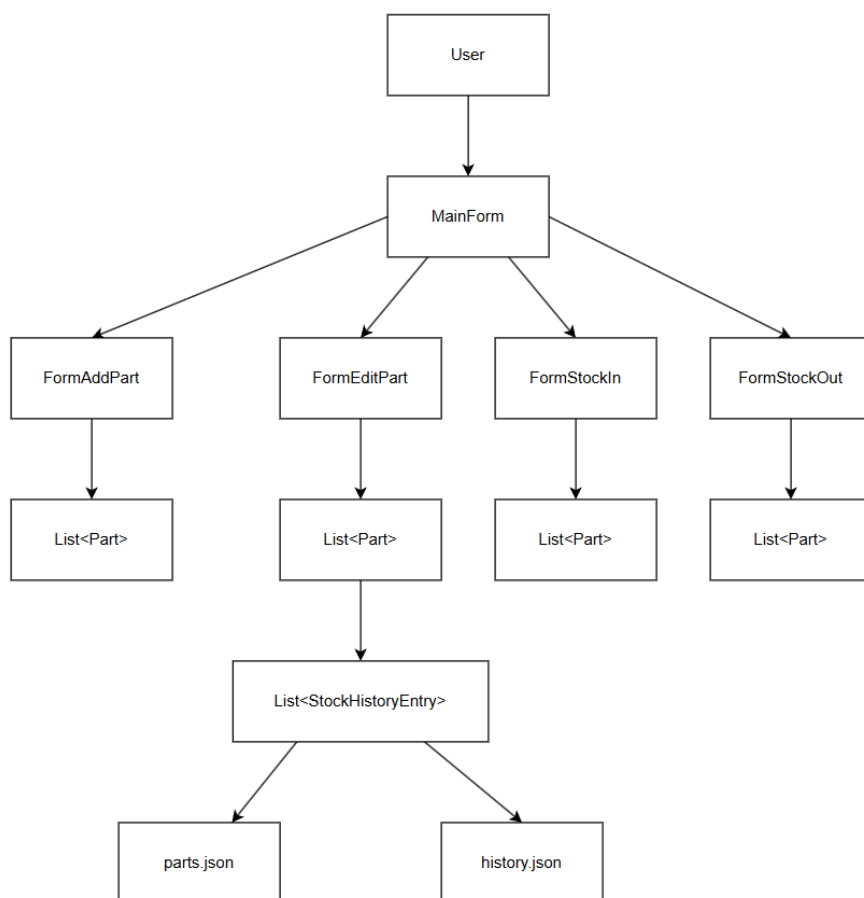 User
MainForm
FormAddPart
FormEditPart
FormStockIn
FormStockOut
List<Part>
List<Part>
List<Part>
List<Part>
List<StockHistoryEntry>
parts.json
history.json